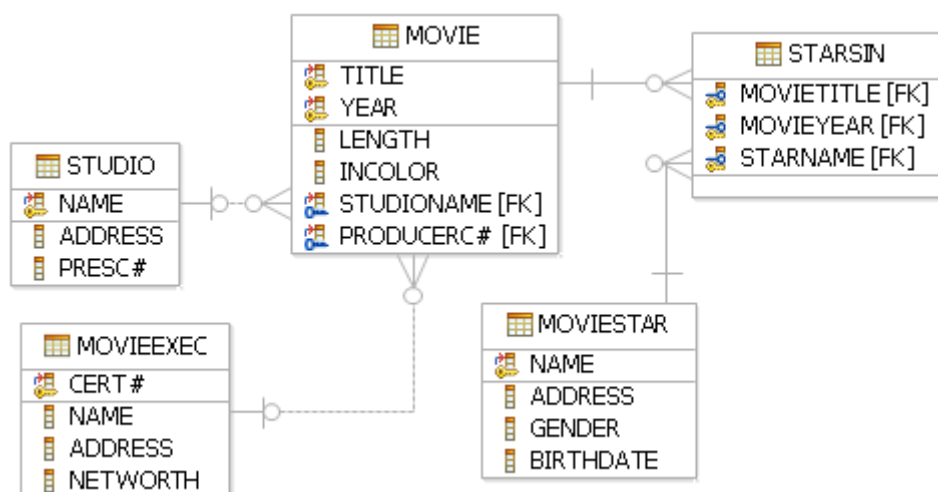 MOVIE
TITLE
YEAR
LENGTH
INCOLOR
STUDIONAME [FK]
PRODUCERC# [FK]
STARSIN
MOVIETITLE [FK]
MOVIEYEAR [FK]
STARNAME [FK]
STUDIO
NAME
ADDRESS
PRESC#
MOVIEEXEC
CERT#
NAME
ADDRESS
NETWORTH
MOVIESTAR
NAME
ADDRESS
GENDER
BIRTHDATE